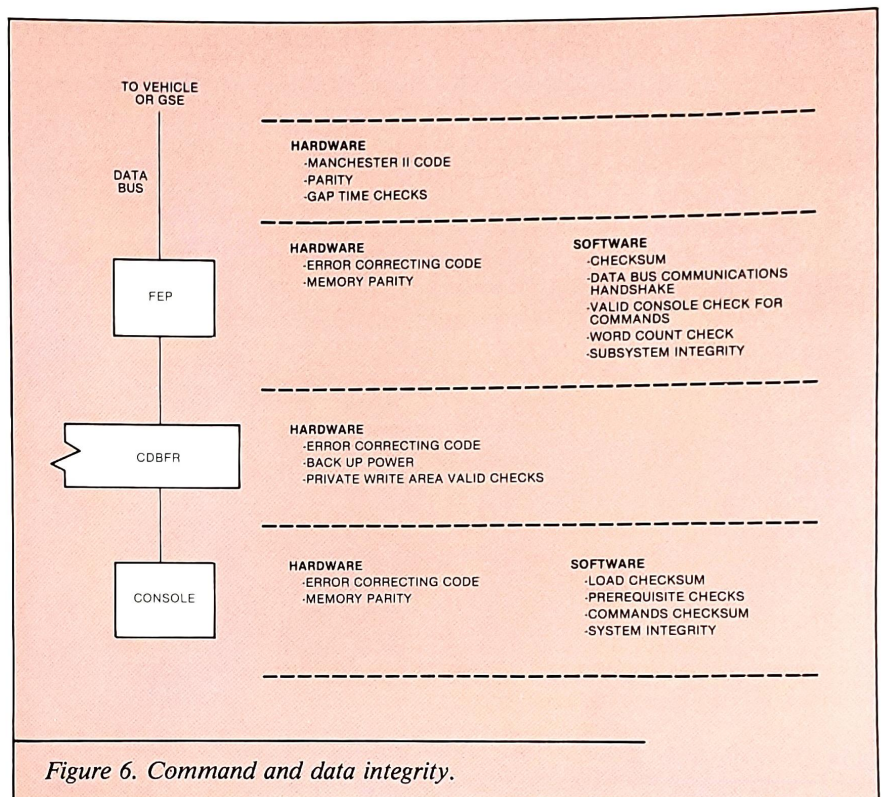 TO VEHICLE
OR GSE
DATA
BUS
HARDWARE
-MANCHESTER II CODE
-PARITY
-GAP TIME CHECKS
FEP
HARDWARE
-ERROR CORRECTING CODE
-MEMORY PARITY
SOFTWARE
-CHECKSUM
-DATA BUS COMMUNICATIONS
HANDSHAKE
-VALID CONSOLE CHECK FOR
COMMANDS
-WORD COUNT CHECK
-SUBSYSTEM INTEGRITY
CDBFR
HARDWARE
-ERROR CORRECTING CODE
-BACK UP POWER
-PRIVATE WRITE AREA VALID CHECKS
CONSOLE
HARDWARE
-ERROR CORRECTING CODE
-MEMORY PARITY
SOFTWARE
-LOAD CHECKSUM
-PREREQUISITE CHECKS
-COMMANDS CHECKSUM
-SYSTEM INTEGRITY
Figure 6. Command and data integrity.